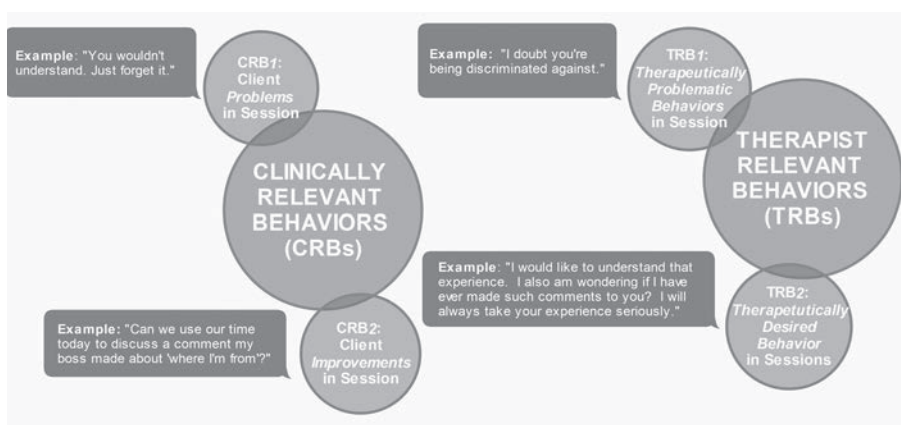 Example: "You wouldn't
understand. Just forget it."
CRB1:
Client
Problems
in Session
CLINICALLY
RELEVANT
BEHAVIORS
(CRBs)
Example: "Can we use our time
today to discuss a comment my
boss made about 'where I'm from'?"
CRB2:
Client
Improvements
in Session
Example: "I doubt you're
being discriminated against."
TRB1:
Therapeutically
Problematic
Behaviors
in Session
THERAPIST
RELEVANT
BEHAVIORS
(TRBs)
Example: "I would like to understand that
experience. I also am wondering if I have
ever made such comments to you? I will
always take your experience seriously."
TRB2:
Therapetutically
Desired
Behavior
in Sessions